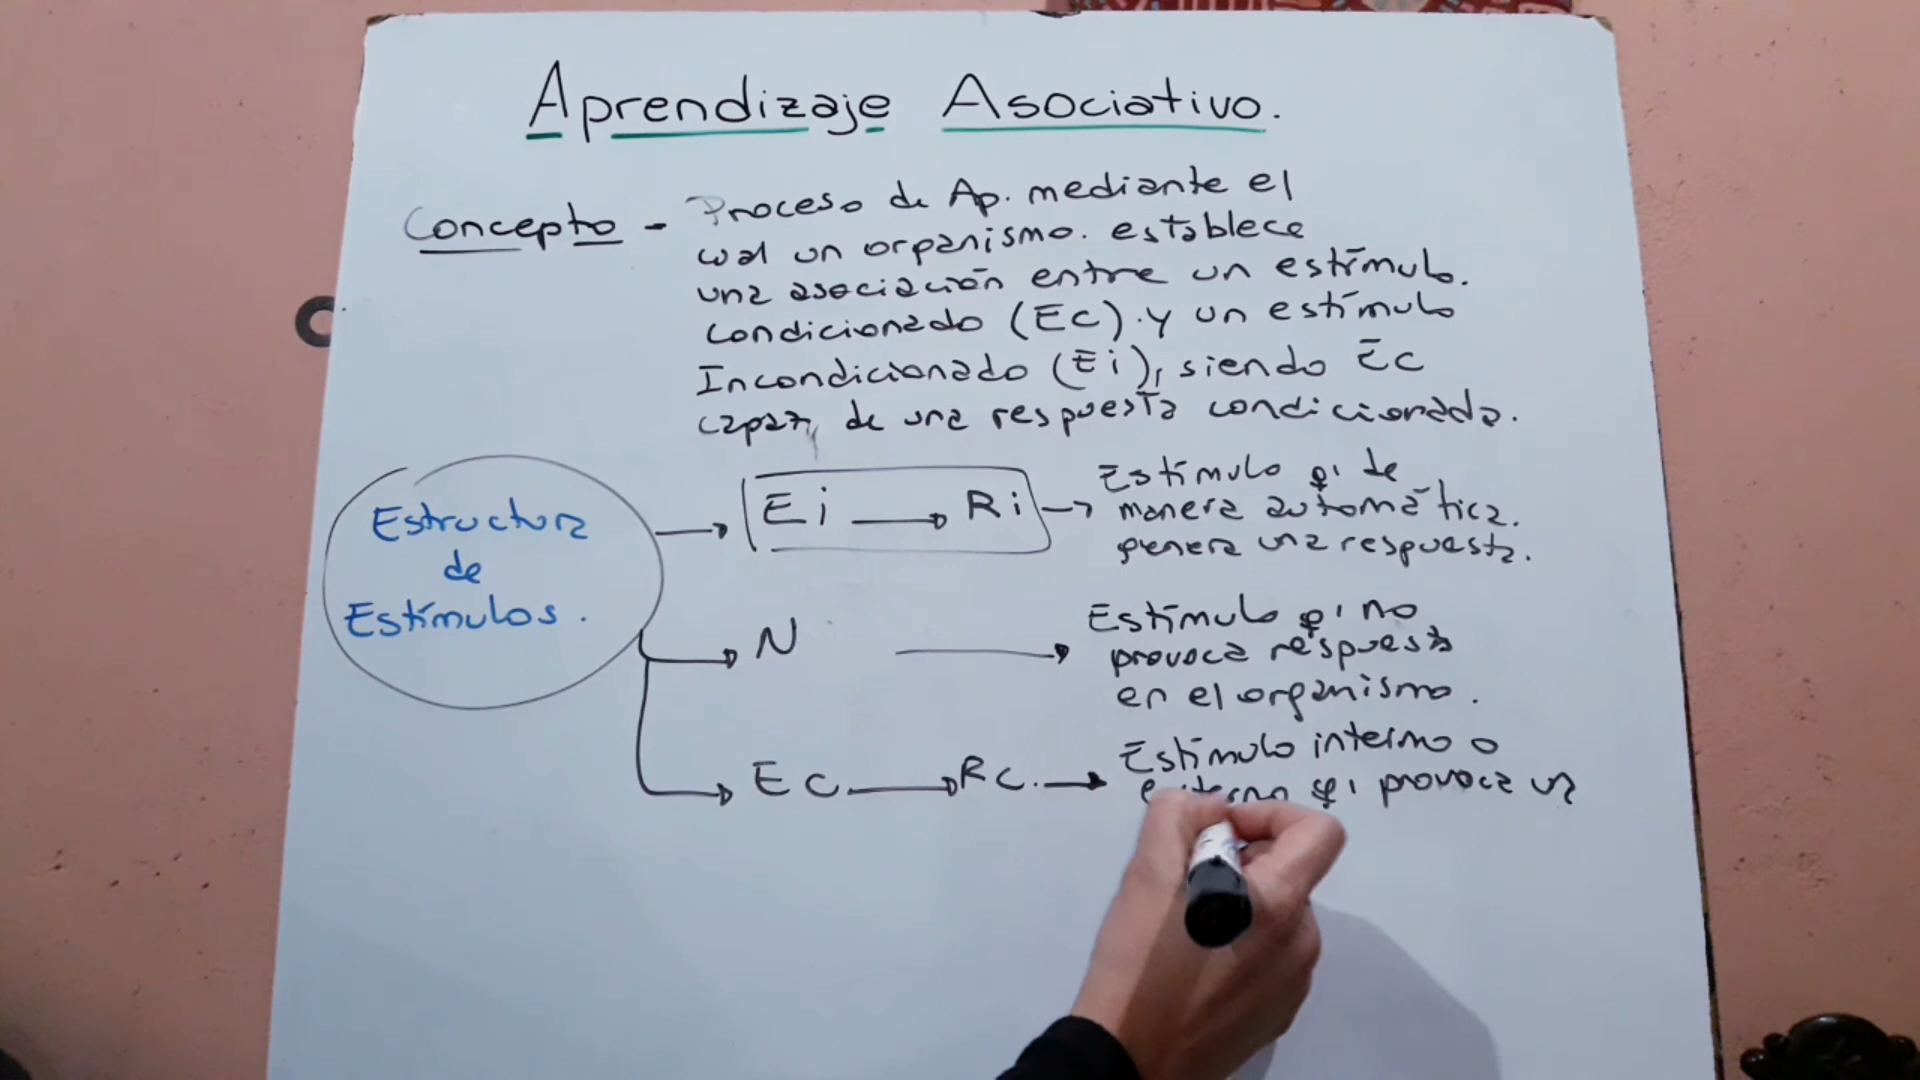 Aprendizaje Asociativo.
Concepto - Proceso de Ap. mediante el
cual un organismo. establece
una asociación entre un estímulo.
condicionado (Ec). y un estímulo
Incondicionado (Ei), siendo Ec
capaz, de una respuesta condicionada.
Estructura
de
Estímulos.
Ei → Ri → Estímulo q' de
manera automática.
genera una respuesta.
N → Estímulo q' no
provoca respuesta
en el organismo.
Ec. → Rc. → Estímulo interno o
externo q' provoca un